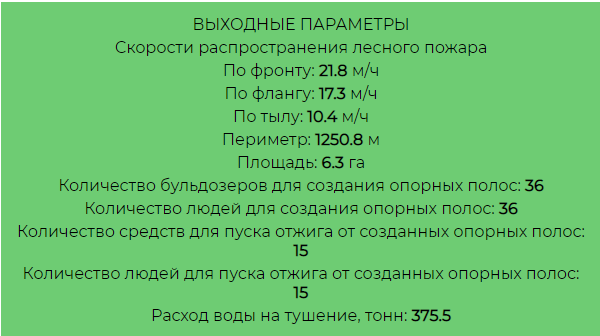 ВЫХОДНЫЕ ПАРАМЕТРЫ
Скорости распространения лесного пожара
По фронту: 21.8 м/ч
По флангу: 17.3 м/ч
По тылу: 10.4 м/ч
Периметр: 1250.8 м
Площадь: 6.3 га
Количество бульдозеров для создания опорных полос: 36
Количество людей для создания опорных полос: 36
Количество средств для пуска отжига от созданных опорных полос:
15
Количество людей для пуска отжига от созданных опорных полос:
15
Расход воды на тушение, тонн: 375.5